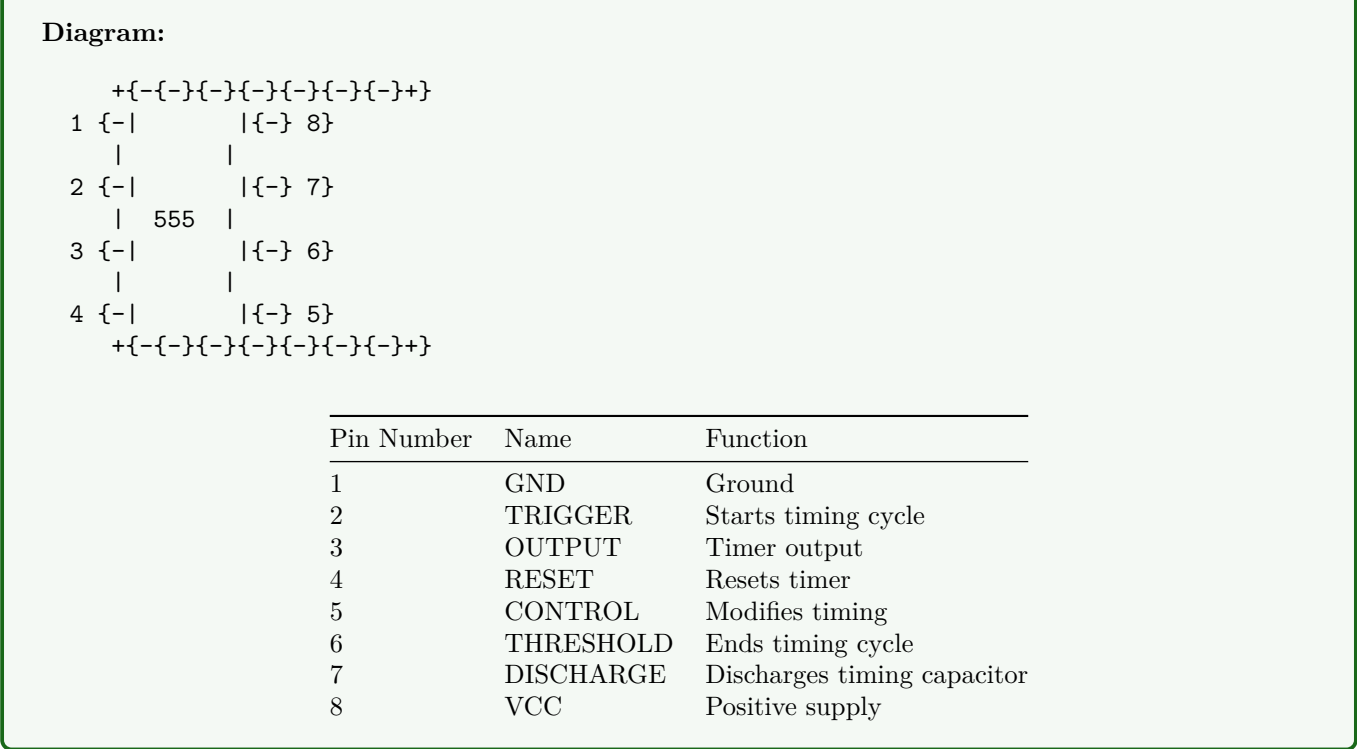 Diagram:
+{-{-}{-}{-}{-}{-}{-}+}
1 {-|       |{-} 8}
|       |
2 {-|       |{-} 7}
|  555  |
3 {-|       |{-} 6}
|       |
4 {-|       |{-} 5}
+{-{-}{-}{-}{-}{-}{-}+}
Pin Number Name Function
1 GND Ground
2 TRIGGER Starts timing cycle
3 OUTPUT Timer output
4 RESET Resets timer
5 CONTROL Modifies timing
6 THRESHOLD Ends timing cycle
7 DISCHARGE Discharges timing capacitor
8 VCC Positive supply